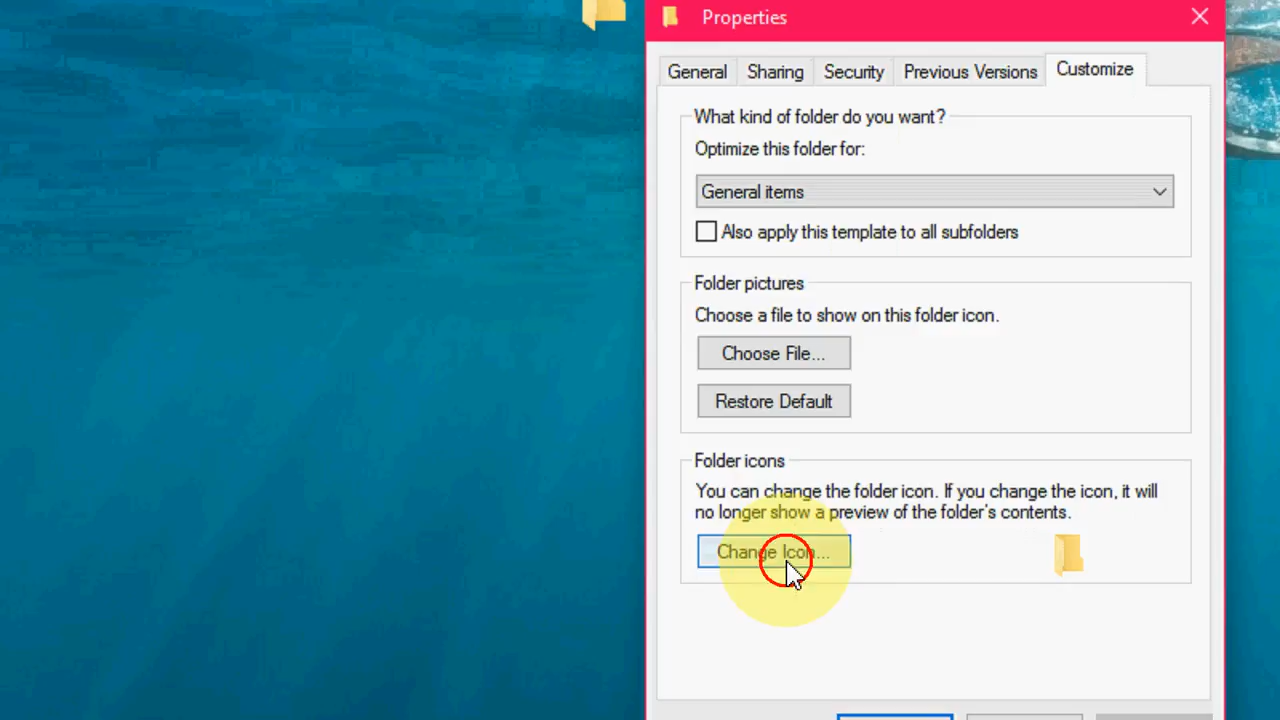 Properties
General
Sharing
Security
Previous Versions
Customize
What kind of folder do you want?
Optimize this folder for:
General items
Also apply this template to all subfolders
Folder pictures
Choose a file to show on this folder icon.
Choose File...
Restore Default
Folder icons
You can change the folder icon. If you change the icon, it will
no longer show a preview of the folder's contents.
Change Icon...